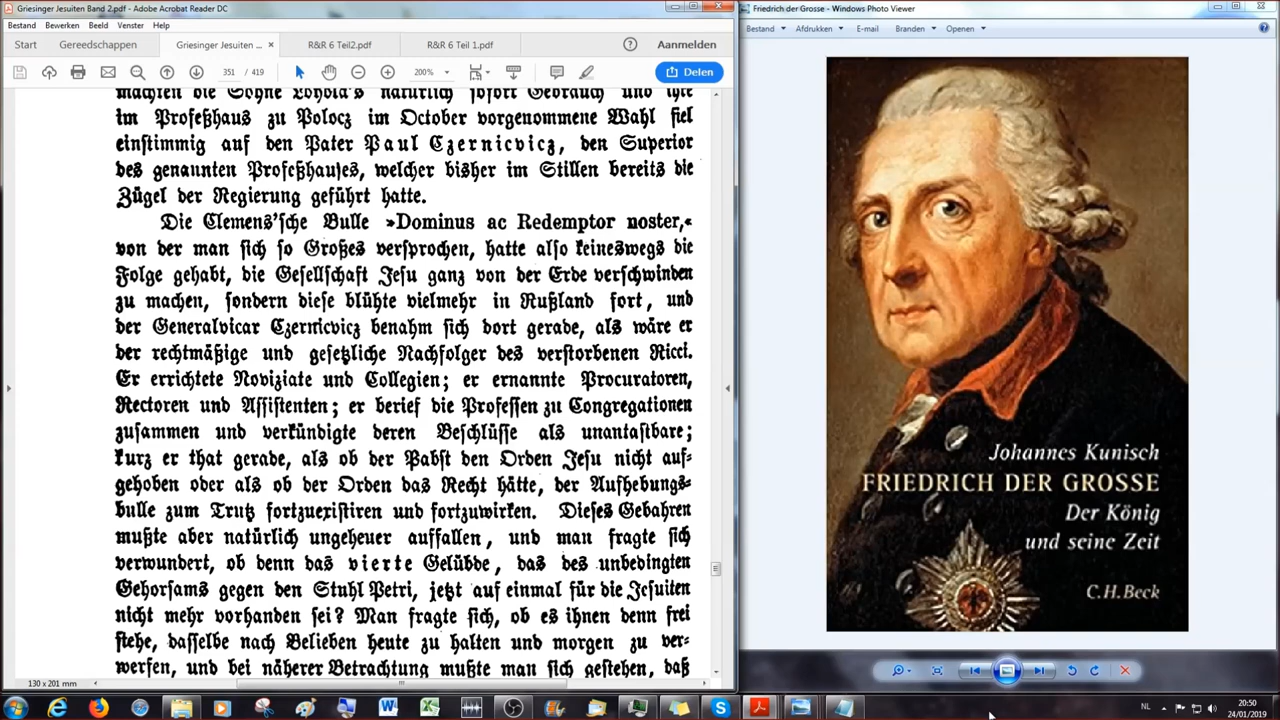 Griesinger Jesuiten Band 2.pdf - Adobe Acrobat Reader DC
Bestand Bewerken Beeld Venster Help
Start Gereedschappen Griesinger Jesuiten ... × R&R 6 Teil2.pdf R&R 6 Teil 1.pdf Aanmelden
351 / 419 200% Delen
machten die Söhne Loyola's natürlich sofort Gebrauch und ihre
im Profeßhaus zu Polocz im October vorgenommene Wahl fiel
einstimmig auf den Pater Paul Czernicvicz, den Superior
des genannten Profeßhauses, welcher bisher im Stillen bereits die
Zügel der Regierung geführt hatte.
Die Clemens'sche Bulle »Dominus ac Redemptor noster,«
von der man sich so Großes versprochen, hatte also keineswegs die
Folge gehabt, die Gesellschaft Jesu ganz von der Erde verschwinden
zu machen, sondern diese blühte vielmehr in Rußland fort, und
der Generalvicar Czernicvicz benahm sich dort gerade, als wäre er
der rechtmäßige und gesetzliche Nachfolger des verstorbenen Ricci.
Er errichtete Noviziate und Collegien; er ernannte Procuratoren,
Rectoren und Assistenten; er berief die Professen zu Congregationen
zusammen und verkündigte deren Beschlüsse als unantastbare;
kurz er that gerade, als ob der Pabst den Orden Jesu nicht auf-
gehoben oder als ob der Orden das Recht hätte, der Aufhebungs-
bulle zum Trutz fortzuexistiren und fortzuwirken. Dieses Gebahren
mußte aber natürlich ungeheuer auffallen, und man fragte sich
verwundert, ob denn das vierte Gelübde, das des unbedingten
Gehorsams gegen den Stuhl Petri, jetzt auf einmal für die Jesuiten
nicht mehr vorhanden sei? Man fragte sich, ob es ihnen denn frei
stehe, dasselbe nach Belieben heute zu halten und morgen zu ver-
werfen, und bei näherer Betrachtung mußte man sich gestehen, daß
130 x 201 mm
Friedrich der Grosse - Windows Photo Viewer
Bestand Afdrukken E-mail Branden Openen
Johannes Kunisch
FRIEDRICH DER GROSSE
Der König
und seine Zeit
C.H.Beck
NL 20:50
24/01/2019